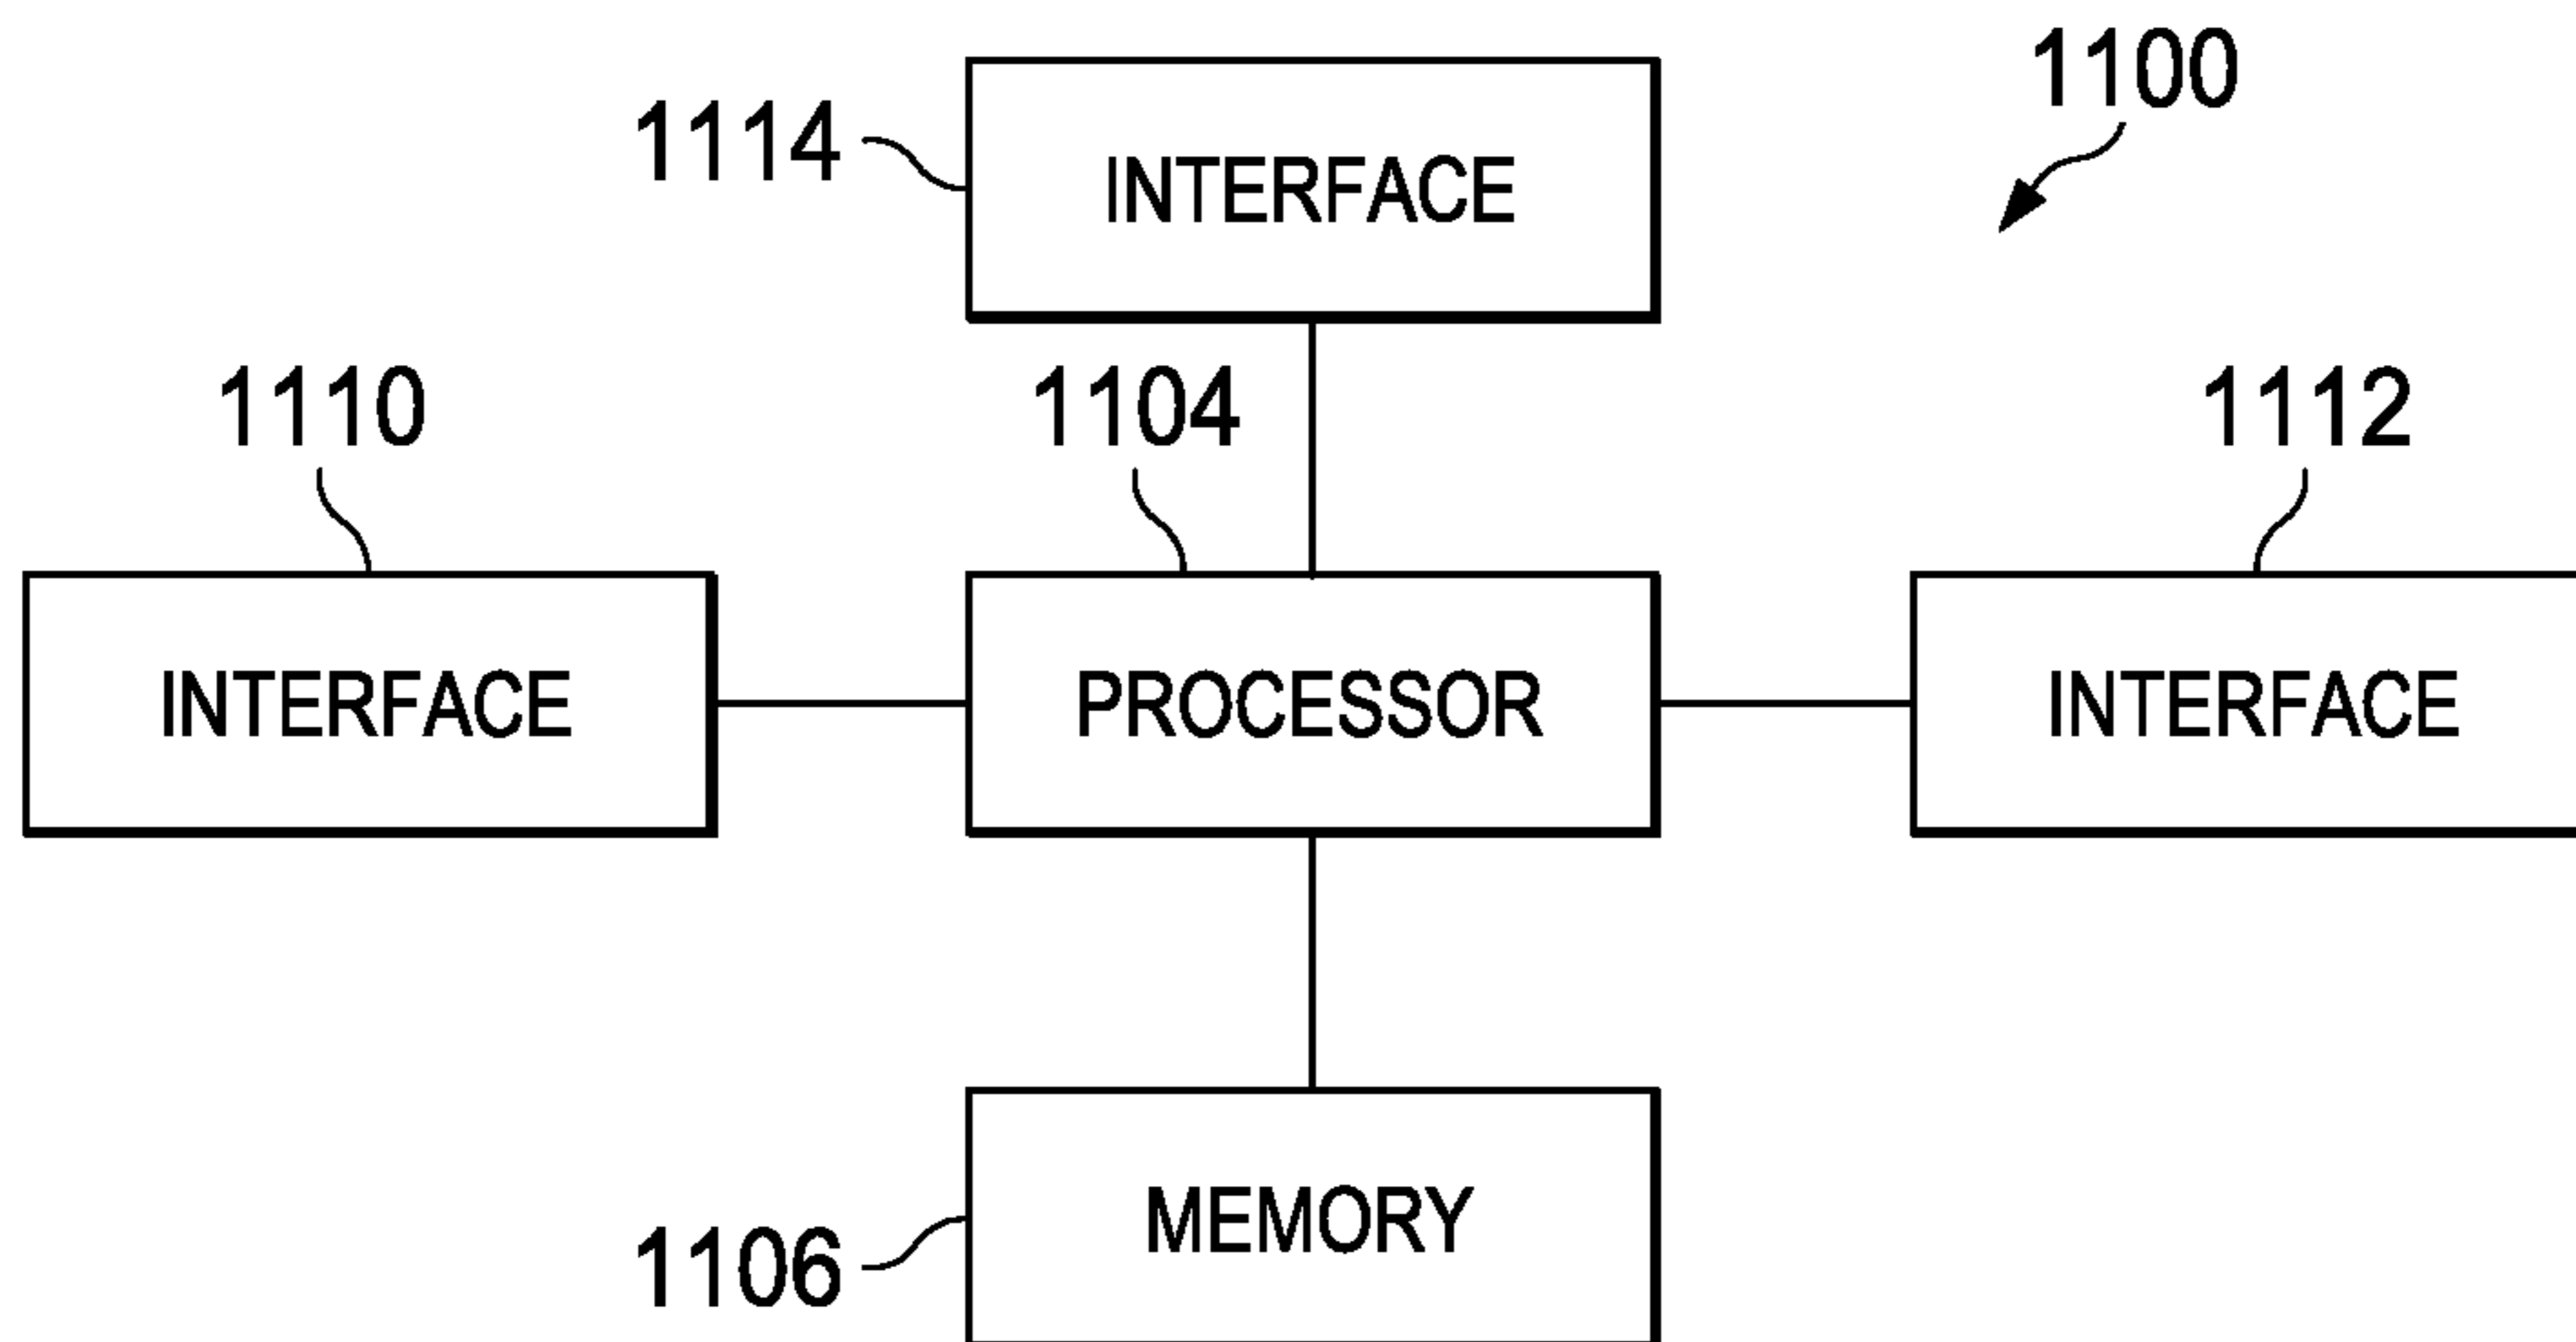 1100
1114
INTERFACE
1110
1104
1112
INTERFACE
PROCESSOR
INTERFACE
MEMORY
1106